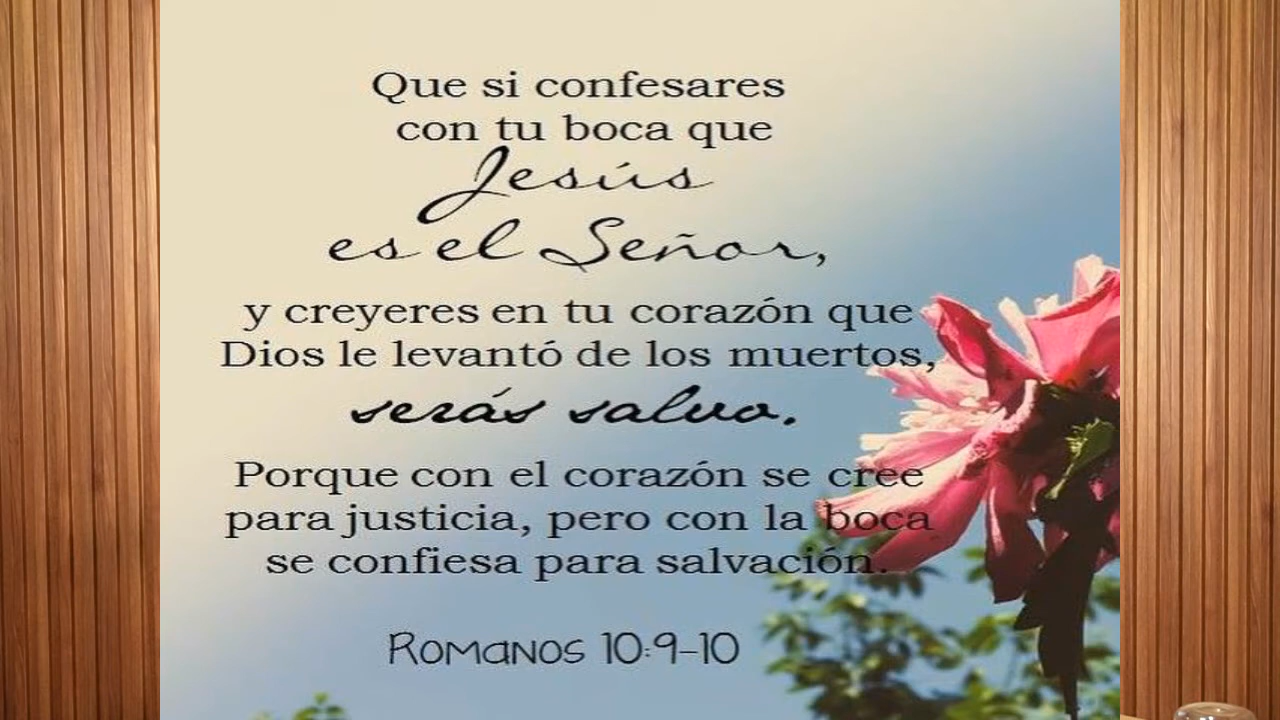 Que si confesares
con tu boca que
Jesús
es el Señor,
y creyeres en tu corazón que
Dios le levantó de los muertos,
serás salvo.
Porque con el corazón se cree
para justicia, pero con la boca
se confiesa para salvación.
Romanos 10:9-10